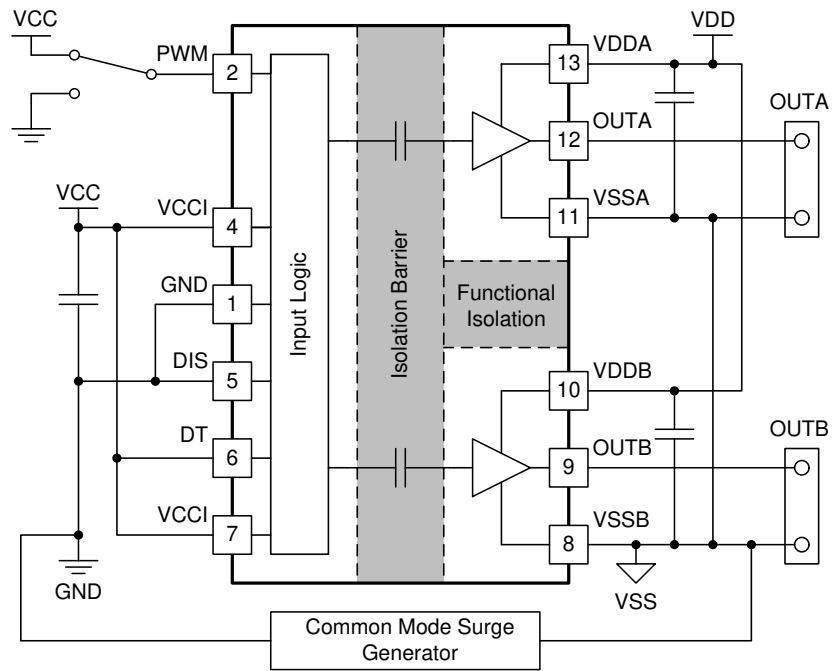 VCC
PWM
2
VCC
VCCI
4
GND
1
DIS
5
DT
6
VCCI
7
GND
Input Logic
Isolation Barrier
Functional
Isolation
VDD
VDDA
13
OUTA
12
VSSA
11
OUTA
VDDB
10
OUTB
9
VSSB
8
OUTB
VSS
Common Mode Surge
Generator